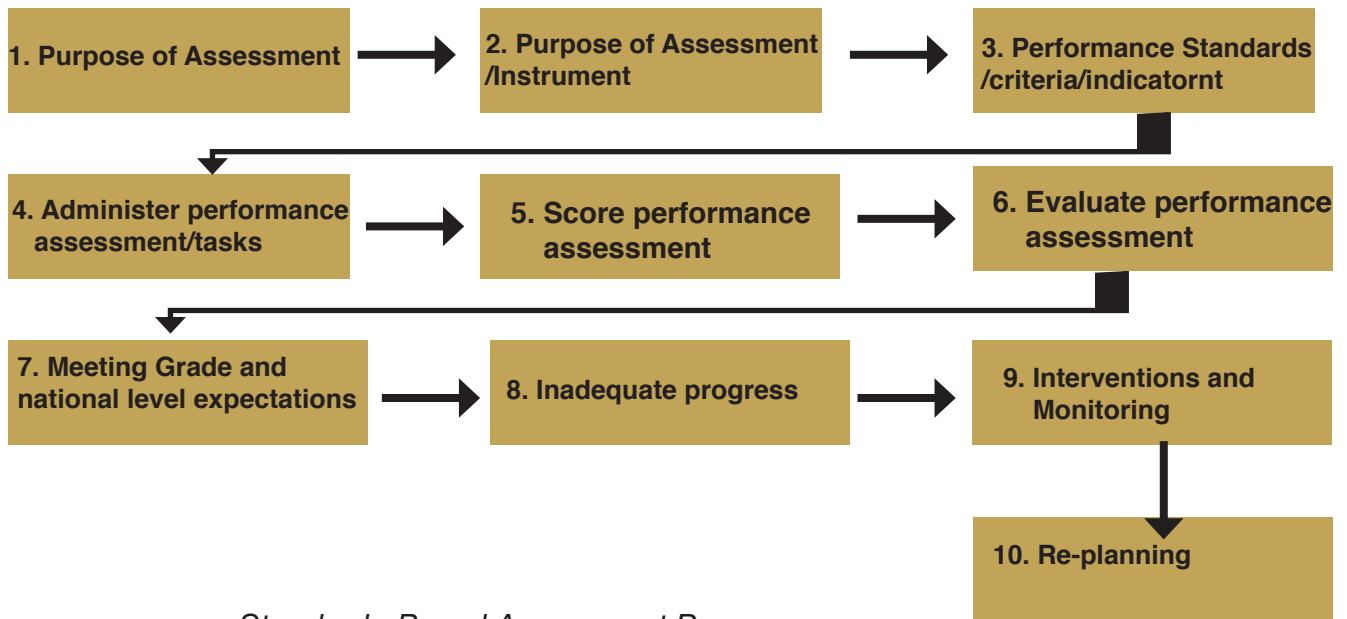 1. Purpose of Assessment
2. Purpose of Assessment
/Instrument
3. Performance Standards
/criteria/indicatornt
4. Administer performance
assessment/tasks
5. Score performance
assessment
6. Evaluate performance
assessment
7. Meeting Grade and
national level expectations
8. Inadequate progress
9. Interventions and
Monitoring
10. Re-planning